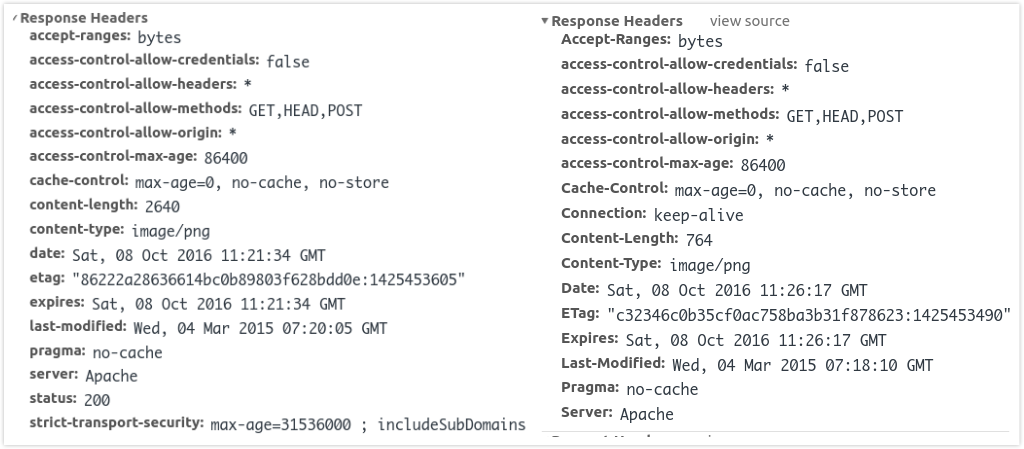 Response Headers
accept-ranges: bytes
access-control-allow-credentials: false
access-control-allow-headers: *
access-control-allow-methods: GET,HEAD,POST
access-control-allow-origin: *
access-control-max-age: 86400
cache-control: max-age=0, no-cache, no-store
content-length: 2640
content-type: image/png
date: Sat, 08 Oct 2016 11:21:34 GMT
etag: "86222a28636614bc0b89803f628bdd0e:1425453605"
expires: Sat, 08 Oct 2016 11:21:34 GMT
last-modified: Wed, 04 Mar 2015 07:20:05 GMT
pragma: no-cache
server: Apache
status: 200
strict-transport-security: max-age=31536000 ; includeSubDomains
Response Headers view source
Accept-Ranges: bytes
access-control-allow-credentials: false
access-control-allow-headers: *
access-control-allow-methods: GET,HEAD,POST
access-control-allow-origin: *
access-control-max-age: 86400
Cache-Control: max-age=0, no-cache, no-store
Connection: keep-alive
Content-Length: 764
Content-Type: image/png
Date: Sat, 08 Oct 2016 11:26:17 GMT
ETag: "c32346c0b35cf0ac758ba3b31f878623:1425453490"
Expires: Sat, 08 Oct 2016 11:26:17 GMT
Last-Modified: Wed, 04 Mar 2015 07:18:10 GMT
Pragma: no-cache
Server: Apache